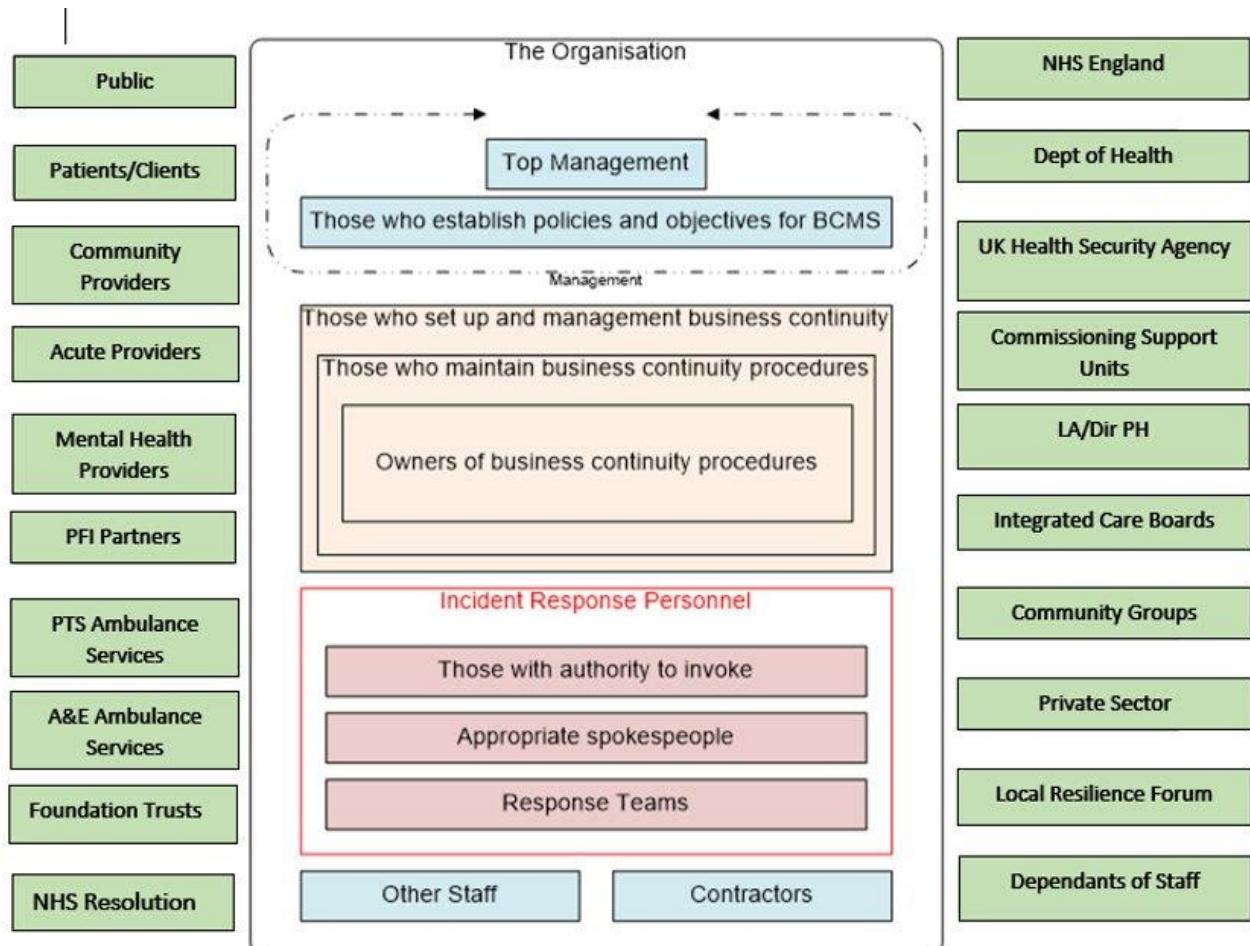 Public
Patients/Clients
Community
Providers
Acute Providers
Mental Health
Providers
PFI Partners
PTS Ambulance
Services
A&E Ambulance
Services
Foundation Trusts
NHS Resolution
The Organisation
Top Management
Those who establish policies and objectives for BCMS
Management
Those who set up and management business continuity
Those who maintain business continuity procedures
Owners of business continuity procedures
Incident Response Personnel
Those with authority to invoke
Appropriate spokespeople
Response Teams
Other Staff
Contractors
NHS England
Dept of Health
UK Health Security Agency
Commissioning Support
Units
LA/Dir PH
Integrated Care Boards
Community Groups
Private Sector
Local Resilience Forum
Dependants of Staff